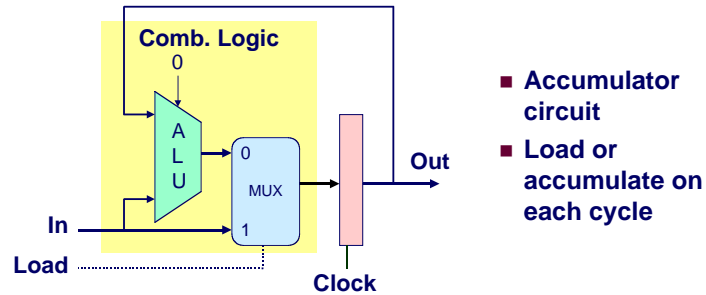 Comb. Logic
0
A
L
U
0
MUX
1
In
Load
Clock
Out
Accumulator
circuit
Load or
accumulate on
each cycle